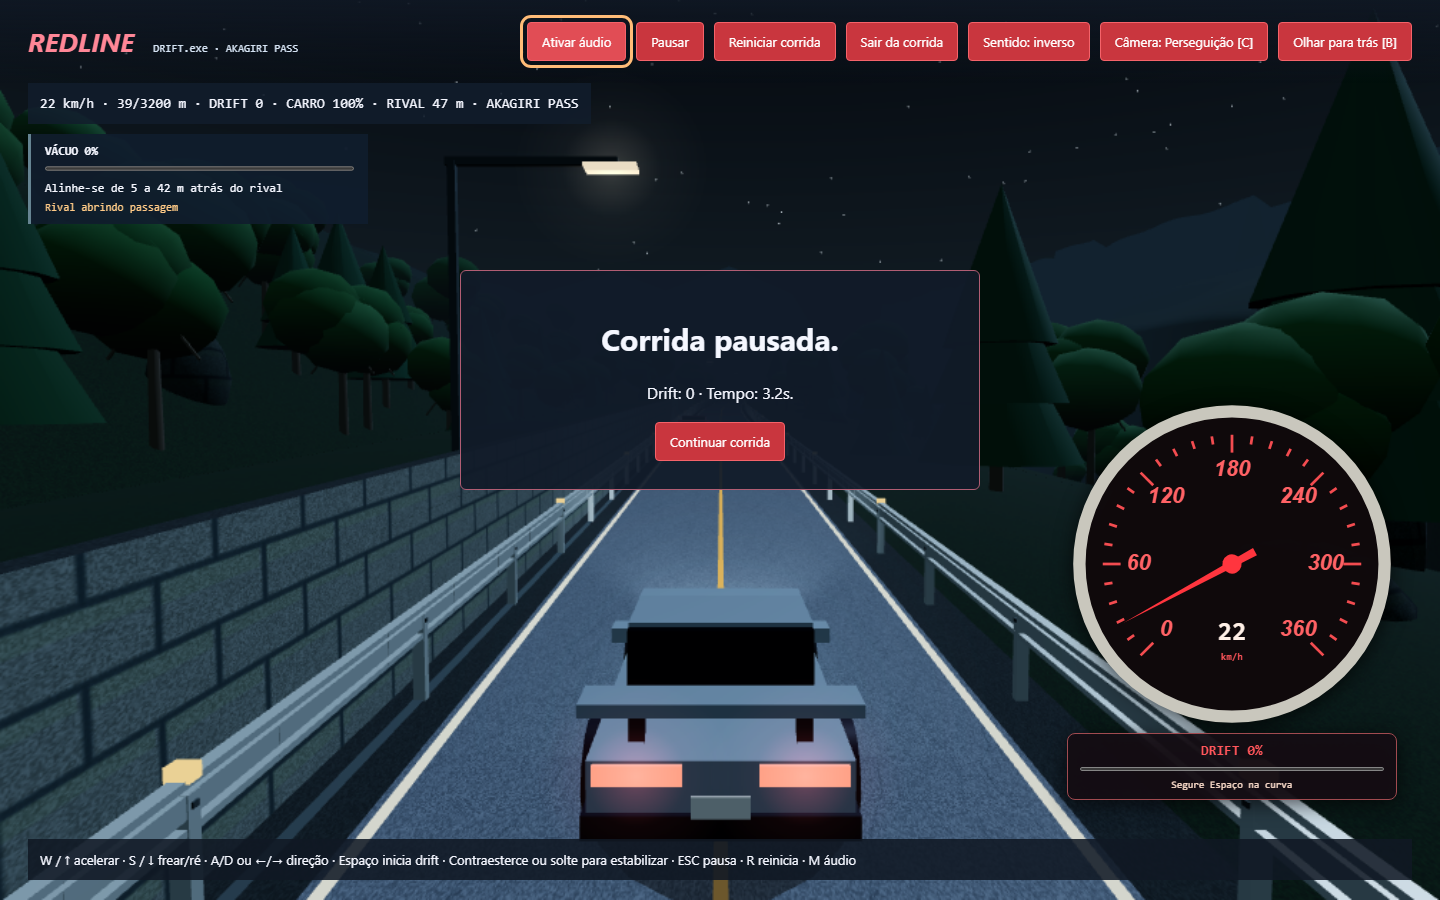 REDLINE
DRIFT.exe · AKAGIRI PASS
Ativar áudio
Pausar
Reiniciar corrida
Sair da corrida
Sentido: inverso
Câmera: Perseguição [C]
Olhar para trás [B]
22 km/h · 39/3200 m · DRIFT 0 · CARRO 100% · RIVAL 47 m · AKAGIRI PASS
VÁCUO 0%
Alinhe-se de 5 a 42 m atrás do rival
Rival abrindo passagem
Corrida pausada.
Drift: 0 · Tempo: 3.2s.
Continuar corrida
180
120
240
60
300
0
360
22
km/h
DRIFT 0%
Segure Espaço na curva
W / ↑ acelerar · S / ↓ frear/ré · A/D ou ←/→ direção · Espaço inicia drift · Contraesterce ou solte para estabilizar · ESC pausa · R reinicia · M áudio